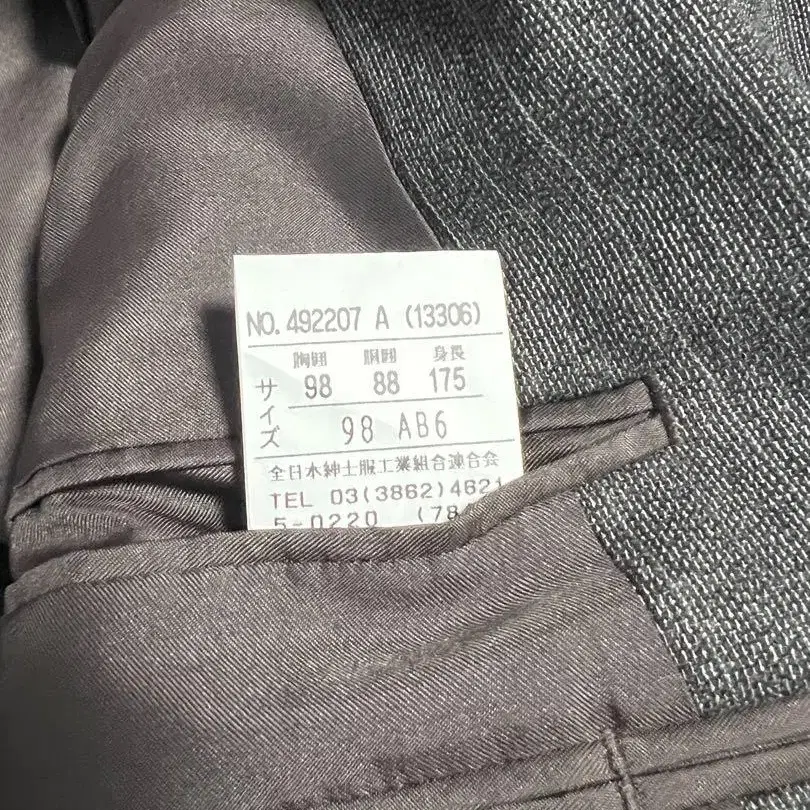 NO. 492207 A (13306)
胸囲 胴囲 身長
サイズ
98 88 175
98 AB6
全日本紳士服工業組合連合会
TEL 03(3862)4621
5-0220 (784